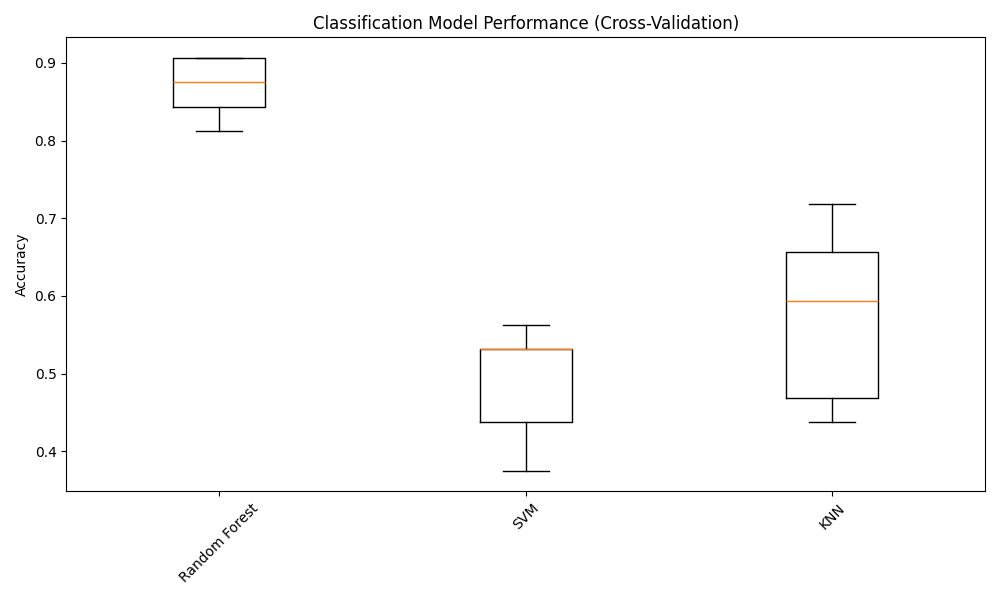 Classification Model Performance (Cross-Validation)
0.9
0.8
0.7
0.6
0.5
0.4
Accuracy
Random Forest
SVM
KNN